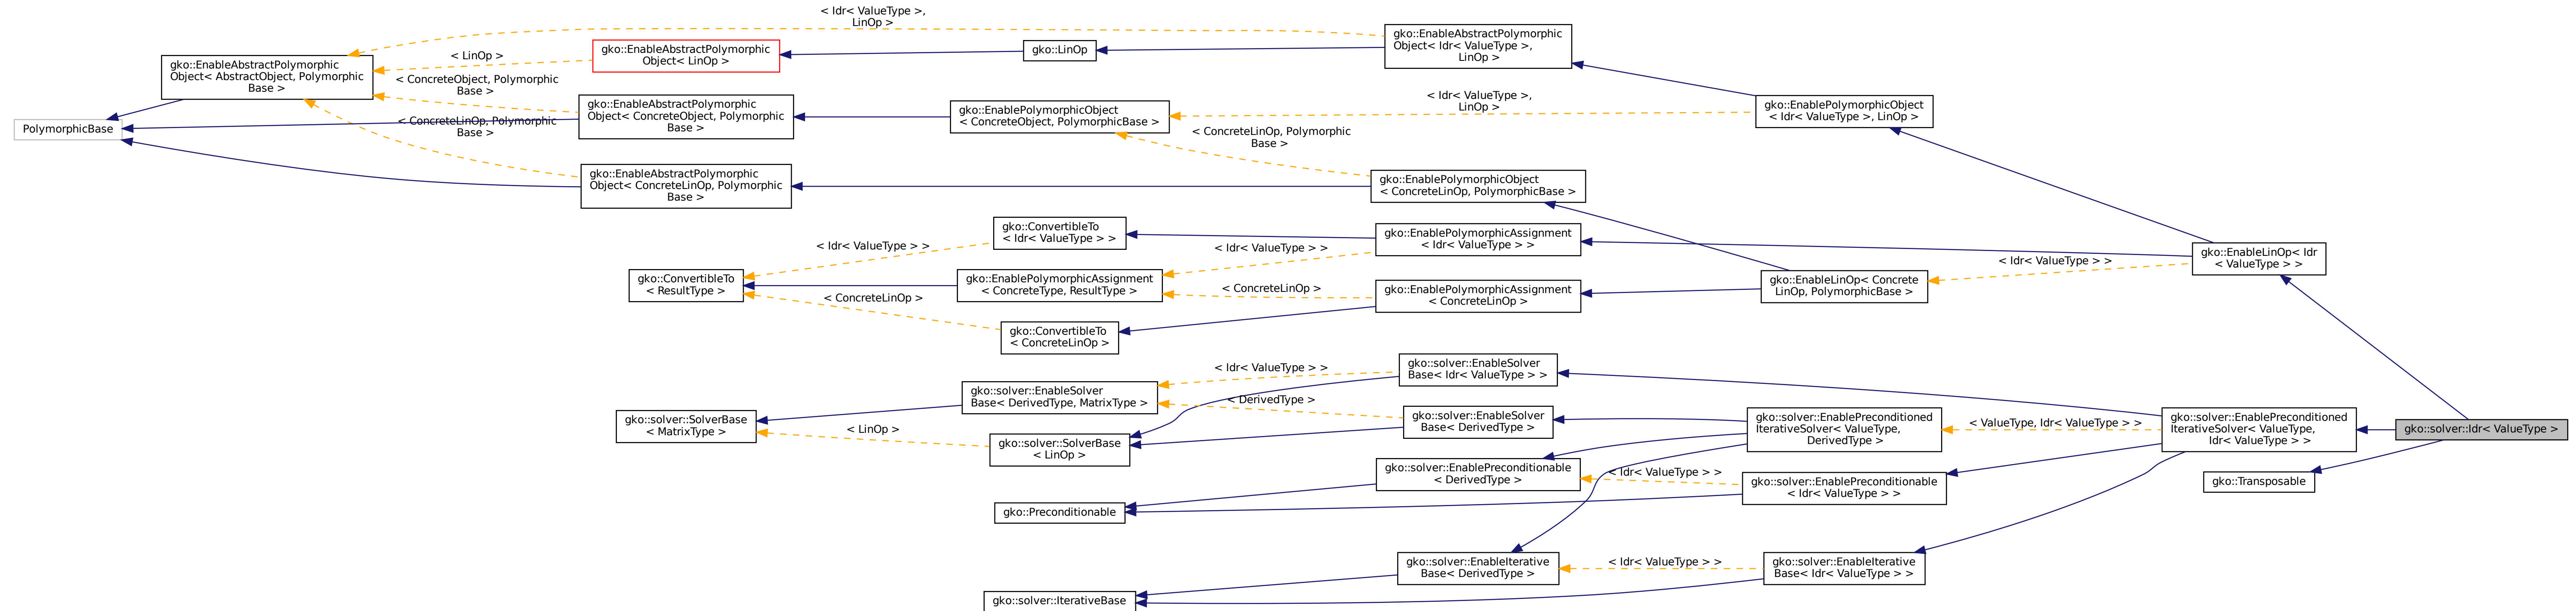 < Idr< ValueType >,
LinOp >
gko::EnableAbstractPolymorphic
Object< Idr< ValueType >,
LinOp >
gko::EnableAbstractPolymorphic
Object< LinOp >
gko::LinOp
< LinOp >
gko::EnableAbstractPolymorphic
Object< AbstractObject, Polymorphic
Base >
< ConcreteObject, Polymorphic
Base >
gko::EnableAbstractPolymorphic
Object< ConcreteObject, Polymorphic
Base >
gko::EnablePolymorphicObject
< ConcreteObject, PolymorphicBase >
< Idr< ValueType >,
LinOp >
gko::EnablePolymorphicObject
< Idr< ValueType >, LinOp >
PolymorphicBase
< ConcreteLinOp, Polymorphic
Base >
< ConcreteLinOp, Polymorphic
Base >
gko::EnableAbstractPolymorphic
Object< ConcreteLinOp, Polymorphic
Base >
gko::EnablePolymorphicObject
< ConcreteLinOp, PolymorphicBase >
gko::ConvertibleTo
< Idr< ValueType > >
< Idr< ValueType > >
gko::EnablePolymorphicAssignment
< Idr< ValueType > >
< Idr< ValueType > >
gko::EnableLinOp< Idr
< ValueType > >
< Idr< ValueType > >
gko::ConvertibleTo
< ResultType >
gko::EnablePolymorphicAssignment
< ConcreteType, ResultType >
gko::EnableLinOp< Concrete
LinOp, PolymorphicBase >
< ConcreteLinOp >
< ConcreteLinOp >
gko::EnablePolymorphicAssignment
< ConcreteLinOp >
gko::ConvertibleTo
< ConcreteLinOp >
gko::solver::EnableSolver
Base< Idr< ValueType > >
< Idr< ValueType > >
gko::solver::EnableSolver
Base< DerivedType, MatrixType >
< DerivedType >
gko::solver::SolverBase
< MatrixType >
< LinOp >
gko::solver::SolverBase
< LinOp >
gko::solver::EnableSolver
Base< DerivedType >
gko::solver::EnablePreconditioned
IterativeSolver< ValueType,
DerivedType >
< ValueType, Idr< ValueType > >
gko::solver::EnablePreconditioned
IterativeSolver< ValueType,
Idr< ValueType > >
gko::solver::Idr< ValueType >
gko::solver::EnablePreconditionable
< DerivedType >
< Idr< ValueType > >
gko::solver::EnablePreconditionable
< Idr< ValueType > >
gko::Transposable
gko::Preconditionable
gko::solver::EnableIterative
Base< DerivedType >
< Idr< ValueType > >
gko::solver::EnableIterative
Base< Idr< ValueType > >
gko::solver::IterativeBase